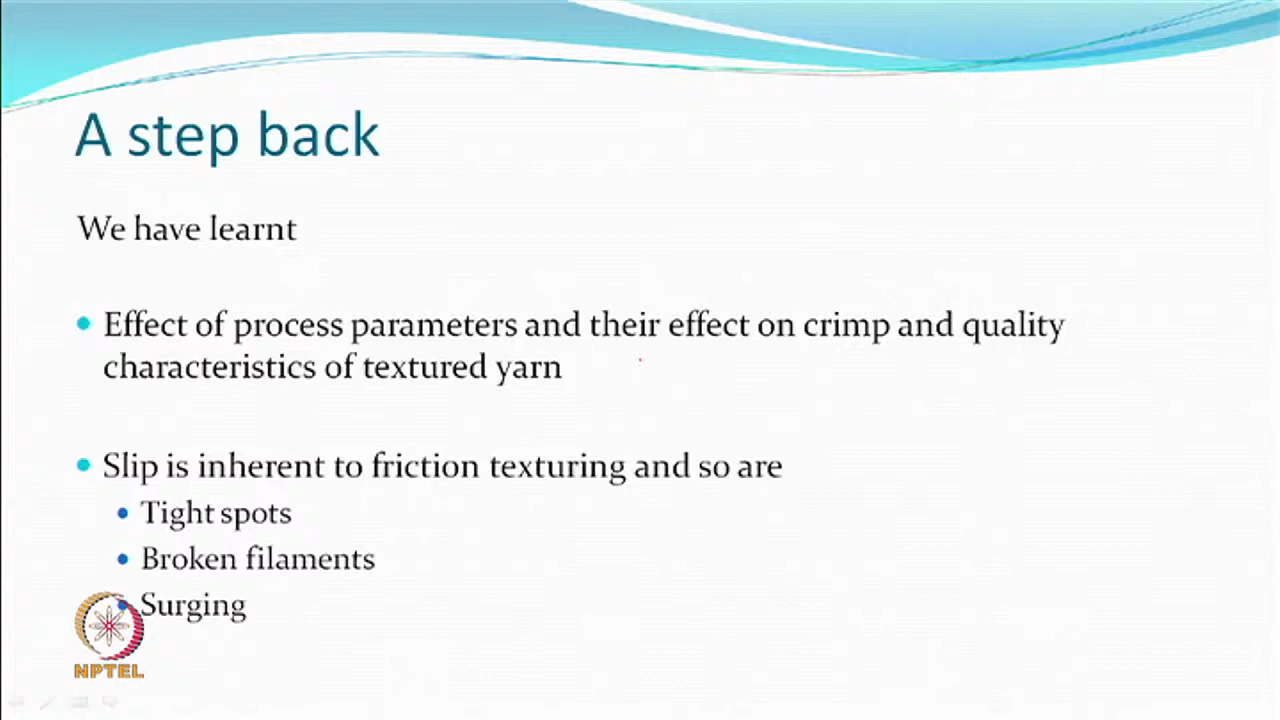 A step back
We have learnt
Effect of process parameters and their effect on crimp and quality
characteristics of textured yarn
Slip is inherent to friction texturing and so are
Tight spots
Broken filaments
Surging
NPTEL